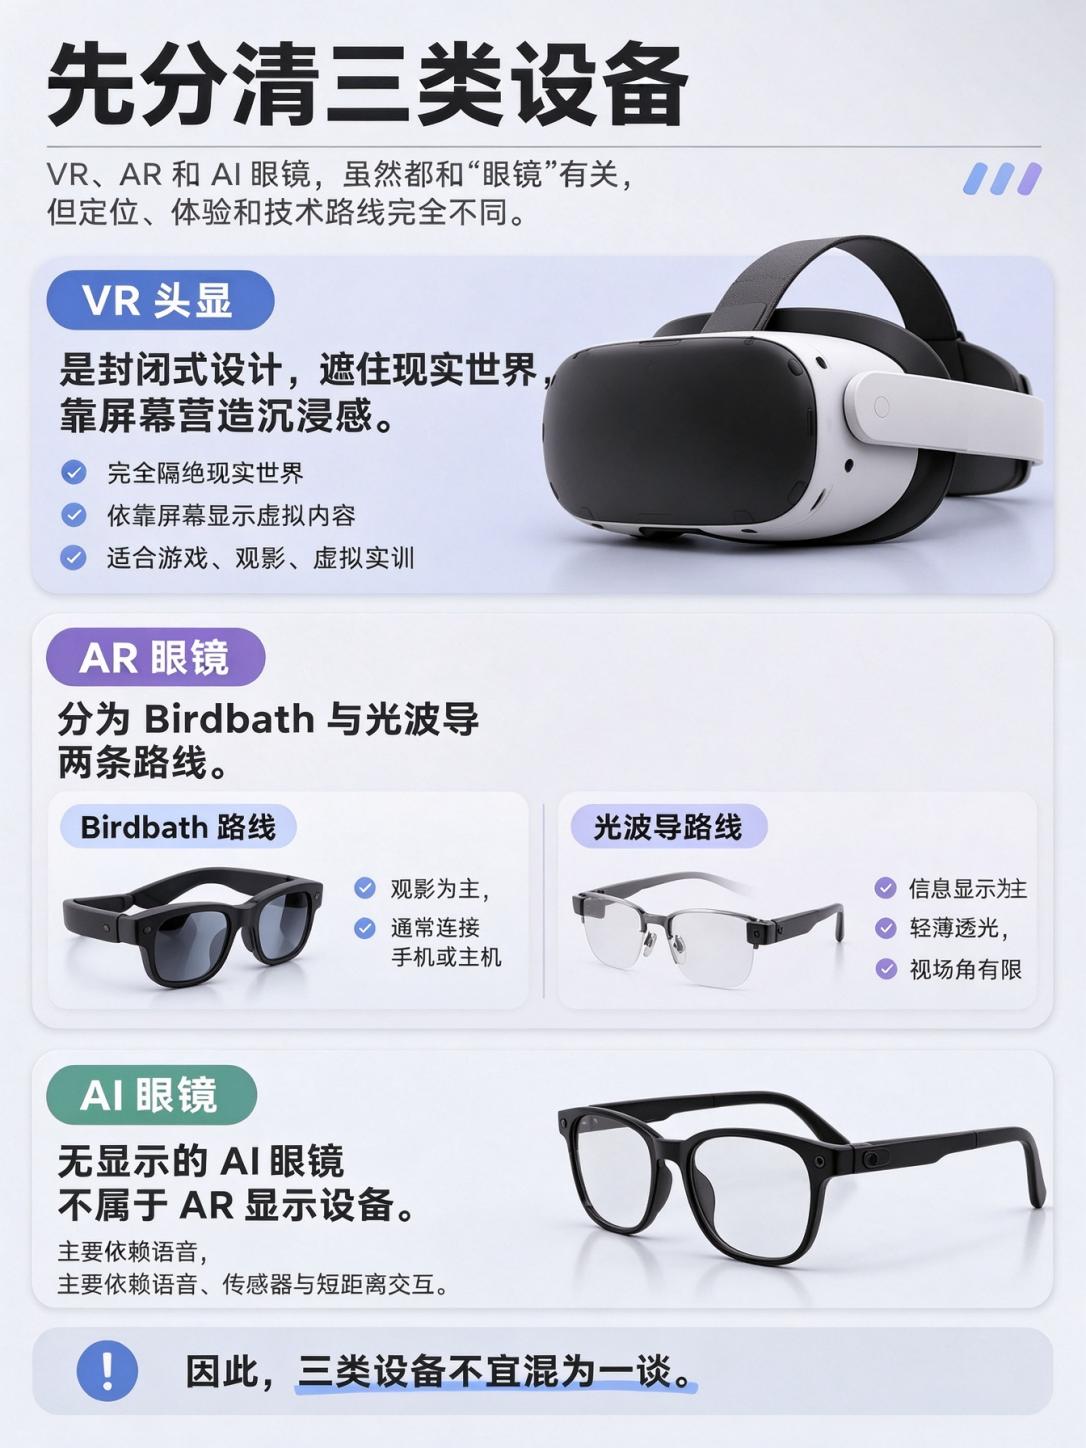 先分清三类设备
VR、AR 和 AI 眼镜，虽然都和“眼镜”有关，
但定位、体验和技术路线完全不同。
VR 头显
是封闭式设计，遮住现实世界，
靠屏幕营造沉浸感。
完全隔绝现实世界
依靠屏幕显示虚拟内容
适合游戏、观影、虚拟实训
AR 眼镜
分为 Birdbath 与光波导
两条路线。
Birdbath 路线
观影为主，
通常连接
手机或主机
光波导路线
信息显示为主
轻薄透光，
视场角有限
AI 眼镜
无显示的 AI 眼镜
不属于 AR 显示设备。
主要依赖语音，
主要依赖语音、传感器与短距离交互。
因此，三类设备不宜混为一谈。